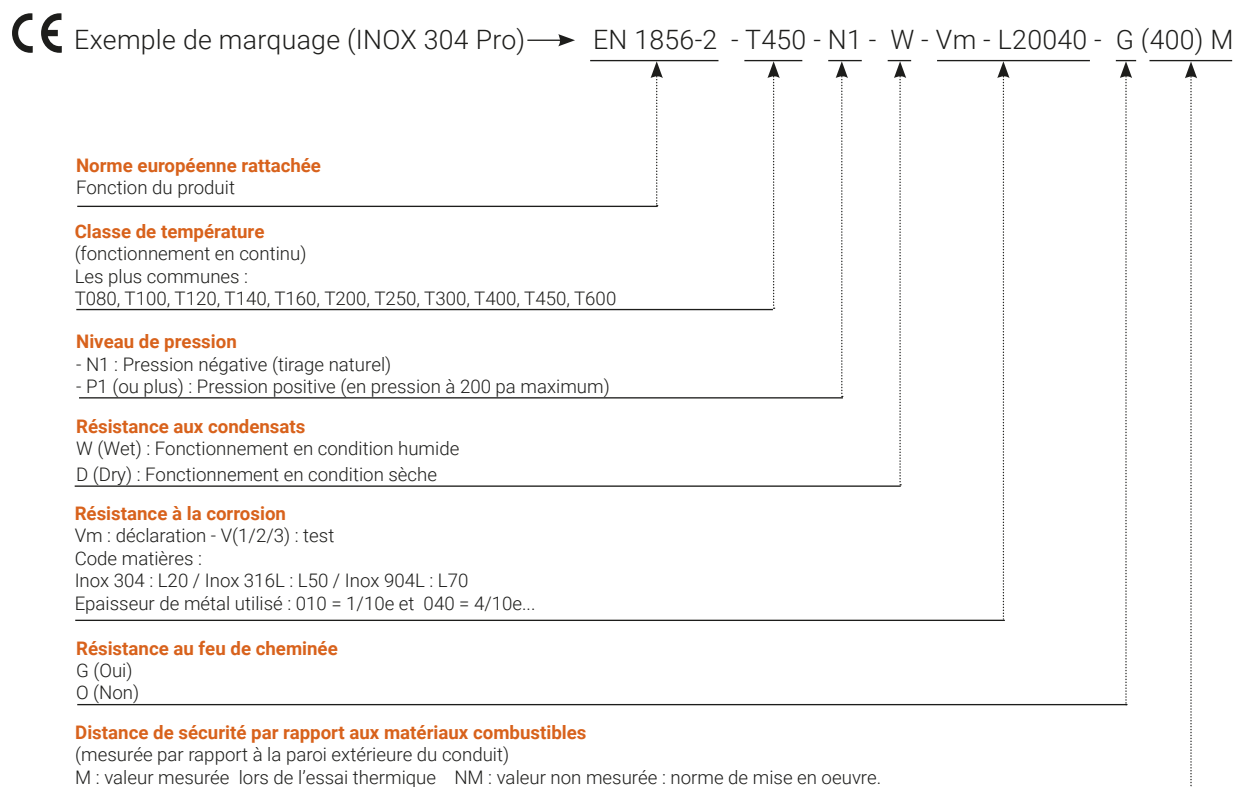 CE Exemple de marquage (INOX 304 Pro) EN 1856-2 - T450 - N1 - W - Vm - L20040 - G (400) M
Norme européenne rattachée
Fonction du produit
Classe de température
(fonctionnement en continu)
Les plus communes :
T080, T100, T120, T140, T160, T200, T250, T300, T400, T450, T600
Niveau de pression
- N1 : Pression négative (tirage naturel)
- P1 (ou plus) : Pression positive (en pression à 200 pa maximum)
Résistance aux condensats
W (Wet) : Fonctionnement en condition humide
D (Dry) : Fonctionnement en condition sèche
Résistance à la corrosion
Vm : déclaration - V(1/2/3) : test
Code matières :
Inox 304 : L20 / Inox 316L : L50 / Inox 904L : L70
Epaisseur de métal utilisé : 010 = 1/10e et 040 = 4/10e...
Résistance au feu de cheminée
G (Oui)
O (Non)
Distance de sécurité par rapport aux matériaux combustibles
(mesurée par rapport à la paroi extérieure du conduit)
M : valeur mesurée lors de l'essai thermique NM : valeur non mesurée : norme de mise en oeuvre.